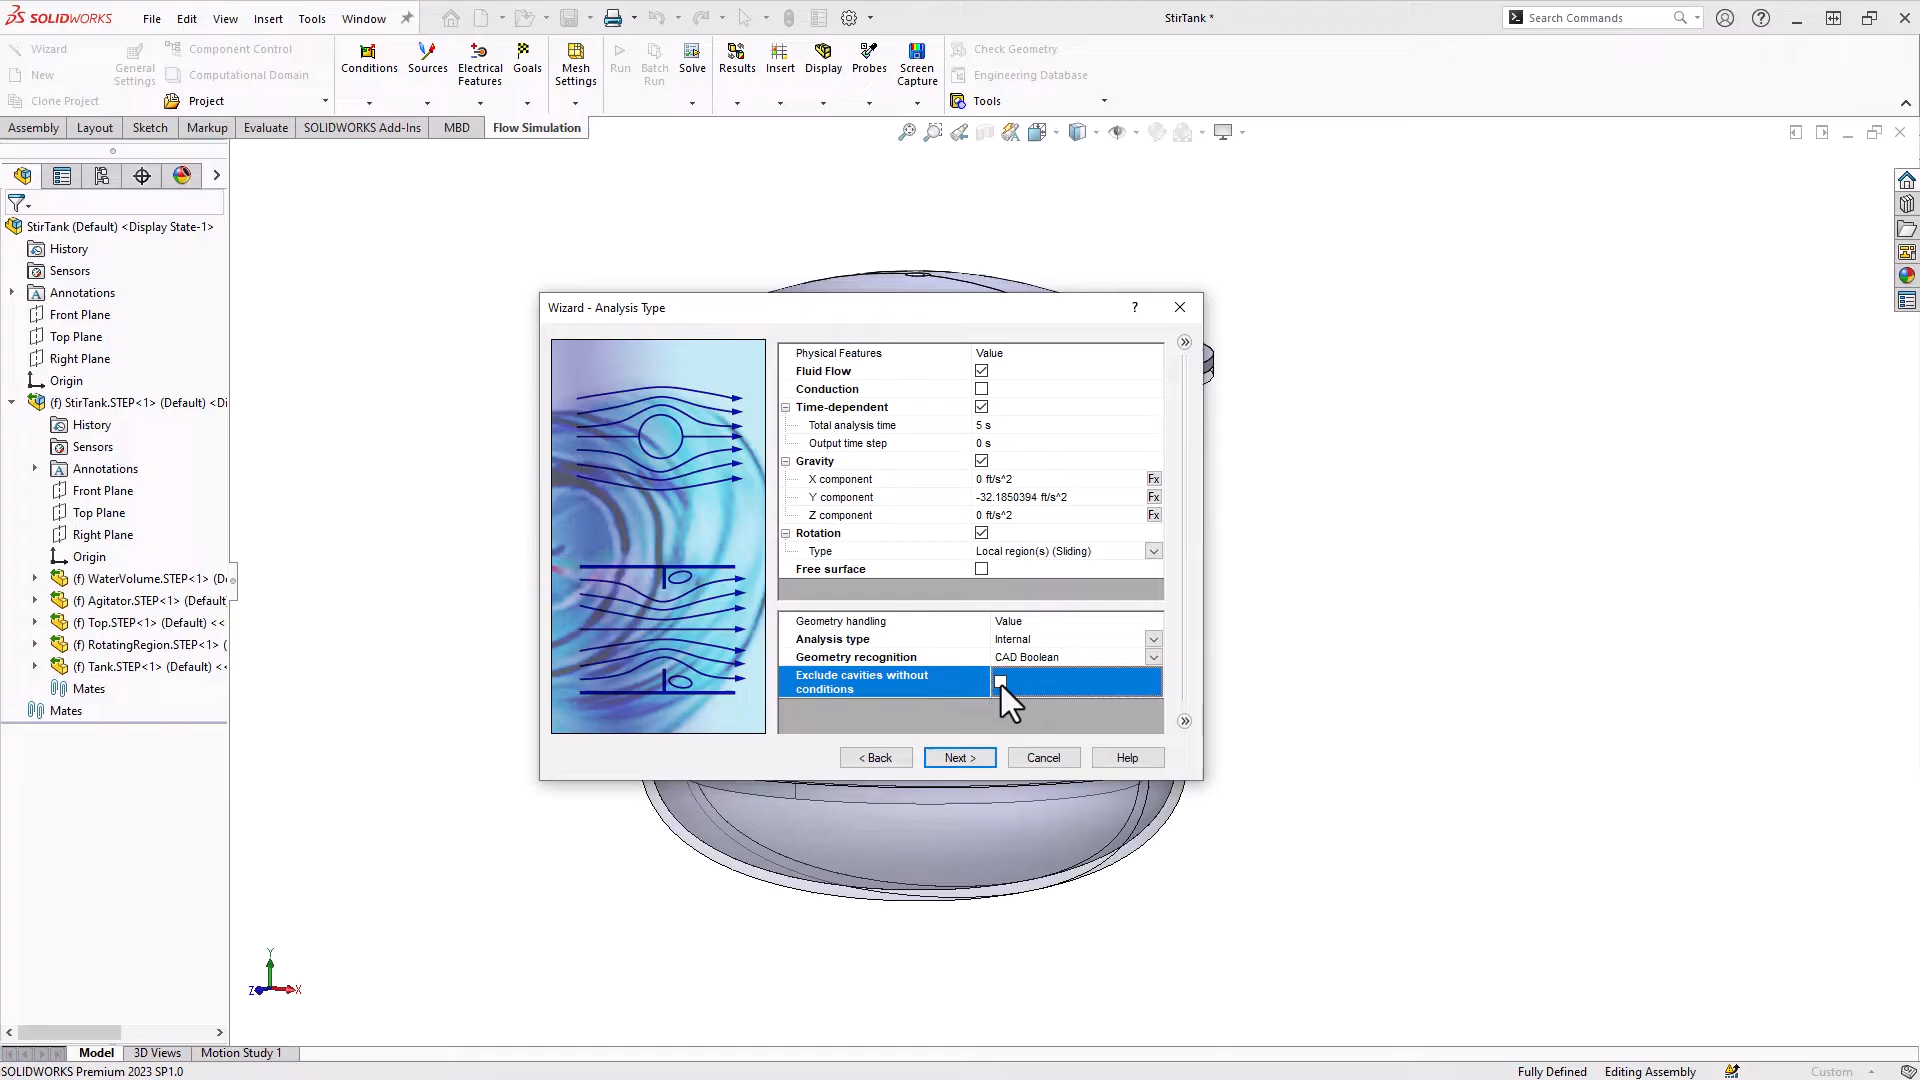 SOLIDWORKS
File
Edit
View
Insert
Tools
Window
StirTank *
Search Commands
Wizard
New
Clone Project
General
Settings
Component Control
Computational Domain
Project
Conditions
Sources
Electrical
Features
Goals
Mesh
Settings
Run
Batch
Run
Solve
Results
Insert
Display
Probes
Screen
Capture
Check Geometry
Engineering Database
Tools
Assembly
Layout
Sketch
Markup
Evaluate
SOLIDWORKS Add-Ins
MBD
Flow Simulation
StirTank (Default) <Display State-1>
History
Sensors
Annotations
Front Plane
Top Plane
Right Plane
Origin
(f) StirTank.STEP<1> (Default) <Di
History
Sensors
Annotations
Front Plane
Top Plane
Right Plane
Origin
(f) WaterVolume.STEP<1> (D
(f) Agitator.STEP<1> (Default
(f) Top.STEP<1> (Default) <<
(f) RotatingRegion.STEP<1> (
(f) Tank.STEP<1> (Default) <<
Mates
Mates
Wizard - Analysis Type
?
Physical Features Value
Fluid Flow
Conduction
Time-dependent
Total analysis time 5 s
Output time step 0 s
Gravity
X component 0 ft/s^2 Fx
Y component -32.1850394 ft/s^2 Fx
Z component 0 ft/s^2 Fx
Rotation
Type Local region(s) (Sliding)
Free surface
Geometry handling Value
Analysis type Internal
Geometry recognition CAD Boolean
Exclude cavities without
conditions
< Back
Next >
Cancel
Help
Y
Z
X
Model
3D Views
Motion Study 1
SOLIDWORKS Premium 2023 SP1.0
Fully Defined
Editing Assembly
Custom